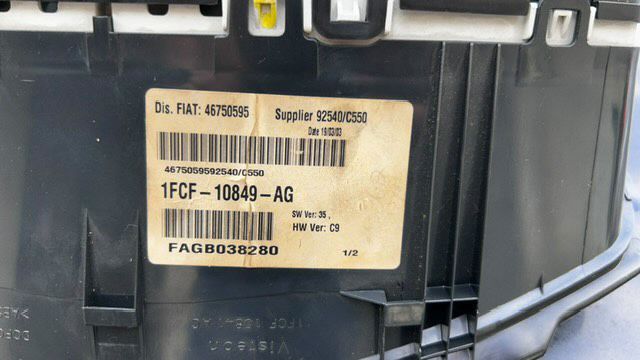 Dis. FIAT: 46750595 Supplier 92540/C550
Date 19/03/03
4675059592540/C550
1FCF-10849-AG
SW Ver: 35,
HW Ver: C9
FAGB038280 1/2
Visteon